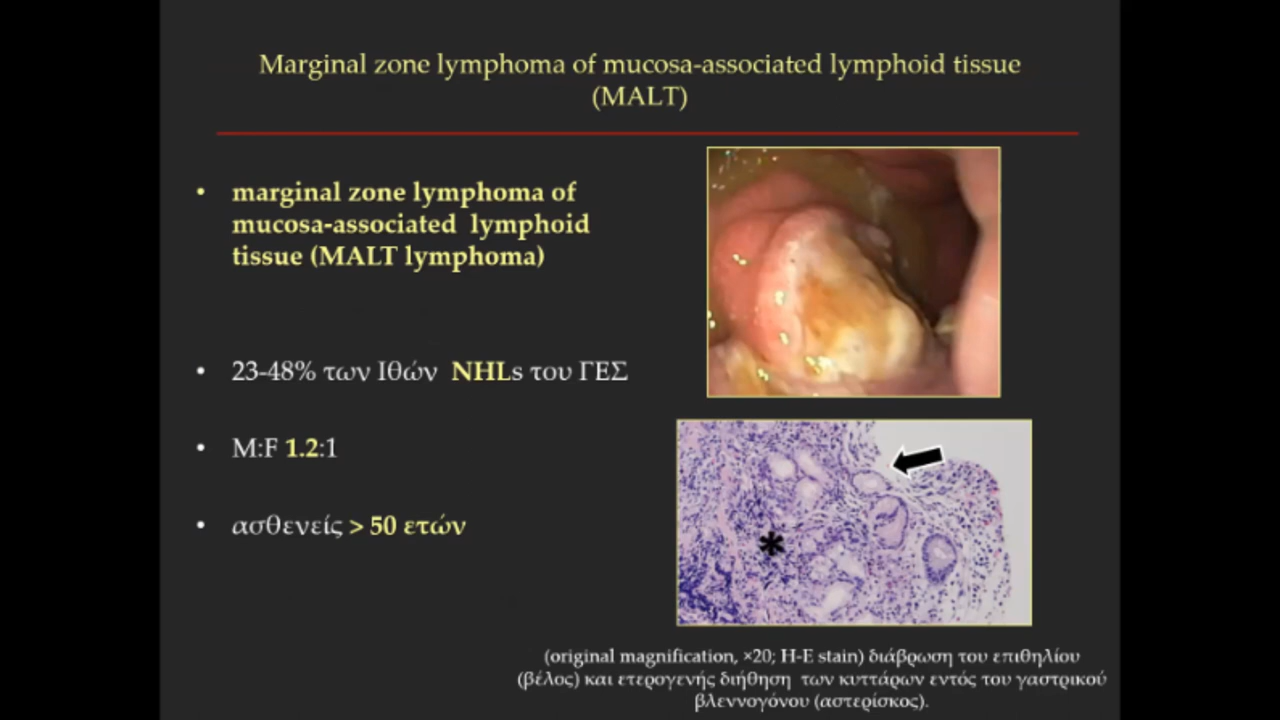 Marginal zone lymphoma of mucosa-associated lymphoid tissue
(MALT)
• marginal zone lymphoma of
mucosa-associated lymphoid
tissue (MALT lymphoma)
• 23-48% των Ιθών NHLs του ΓΕΣ
• M:F 1.2:1
• ασθενείς > 50 ετών
*
(original magnification, ×20; H-E stain) διάβρωση του επιθηλίου
(βέλος) και ετερογενής διήθηση των κυττάρων εντός του γαστρικού
βλεννογόνου (αστερίσκος).